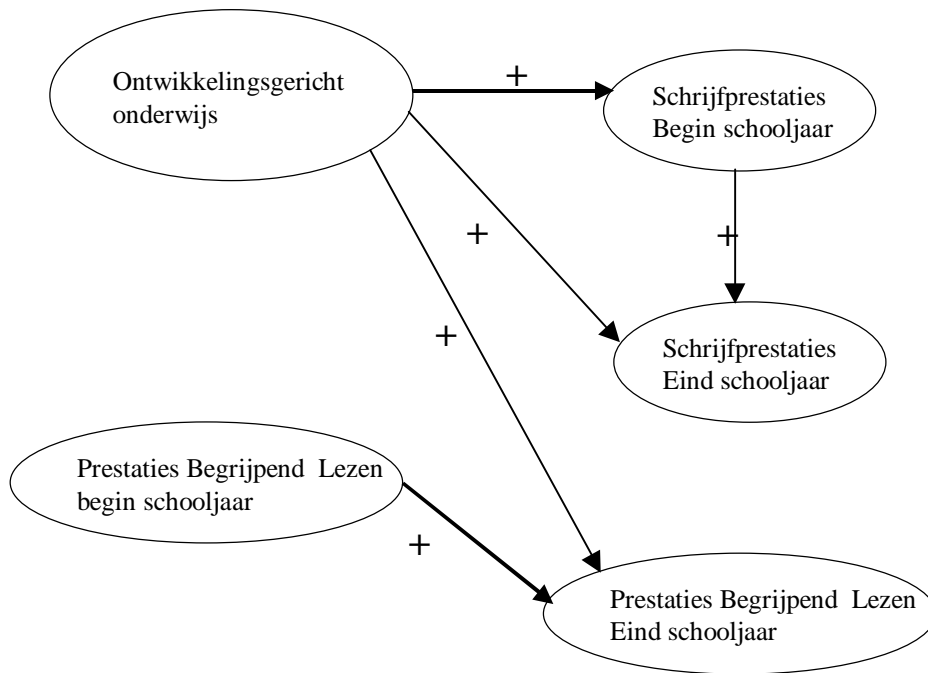 Ontwikkelingsgericht
onderwijs
+
Schrijfprestaties
Begin schooljaar
+
+
+
Schrijfprestaties
Eind schooljaar
Prestaties Begrijpend Lezen
begin schooljaar
+
Prestaties Begrijpend Lezen
Eind schooljaar